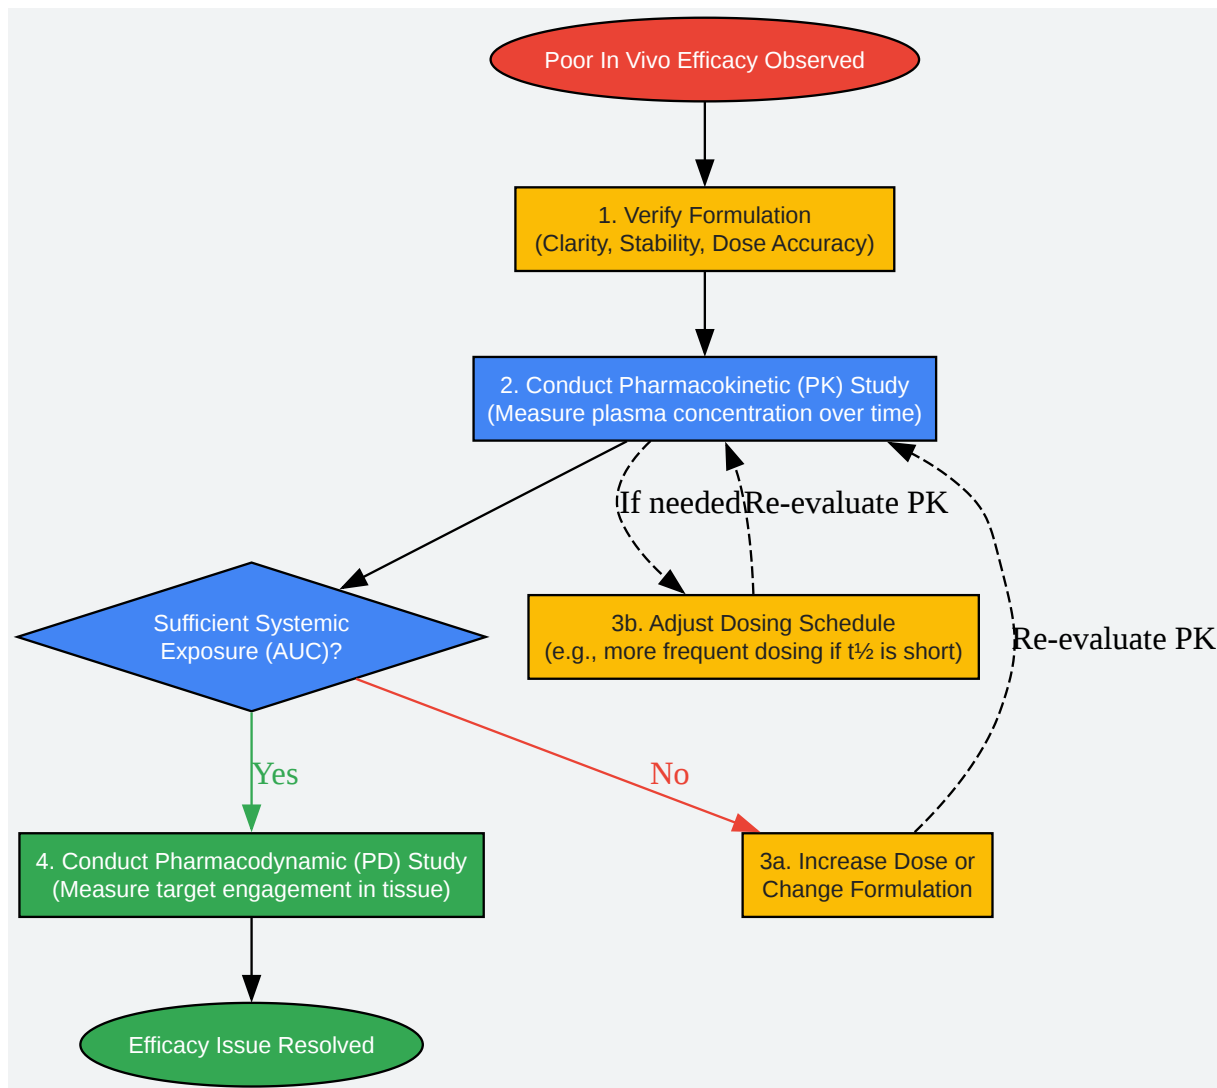 Poor In Vivo Efficacy Observed
1. Verify Formulation
(Clarity, Stability, Dose Accuracy)
2. Conduct Pharmacokinetic (PK) Study
(Measure plasma concentration over time)
If needed
Re-evaluate PK
Sufficient Systemic
Exposure (AUC)?
3b. Adjust Dosing Schedule
(e.g., more frequent dosing if t½ is short)
Re-evaluate PK
Yes
No
4. Conduct Pharmacodynamic (PD) Study
(Measure target engagement in tissue)
3a. Increase Dose or
Change Formulation
Efficacy Issue Resolved